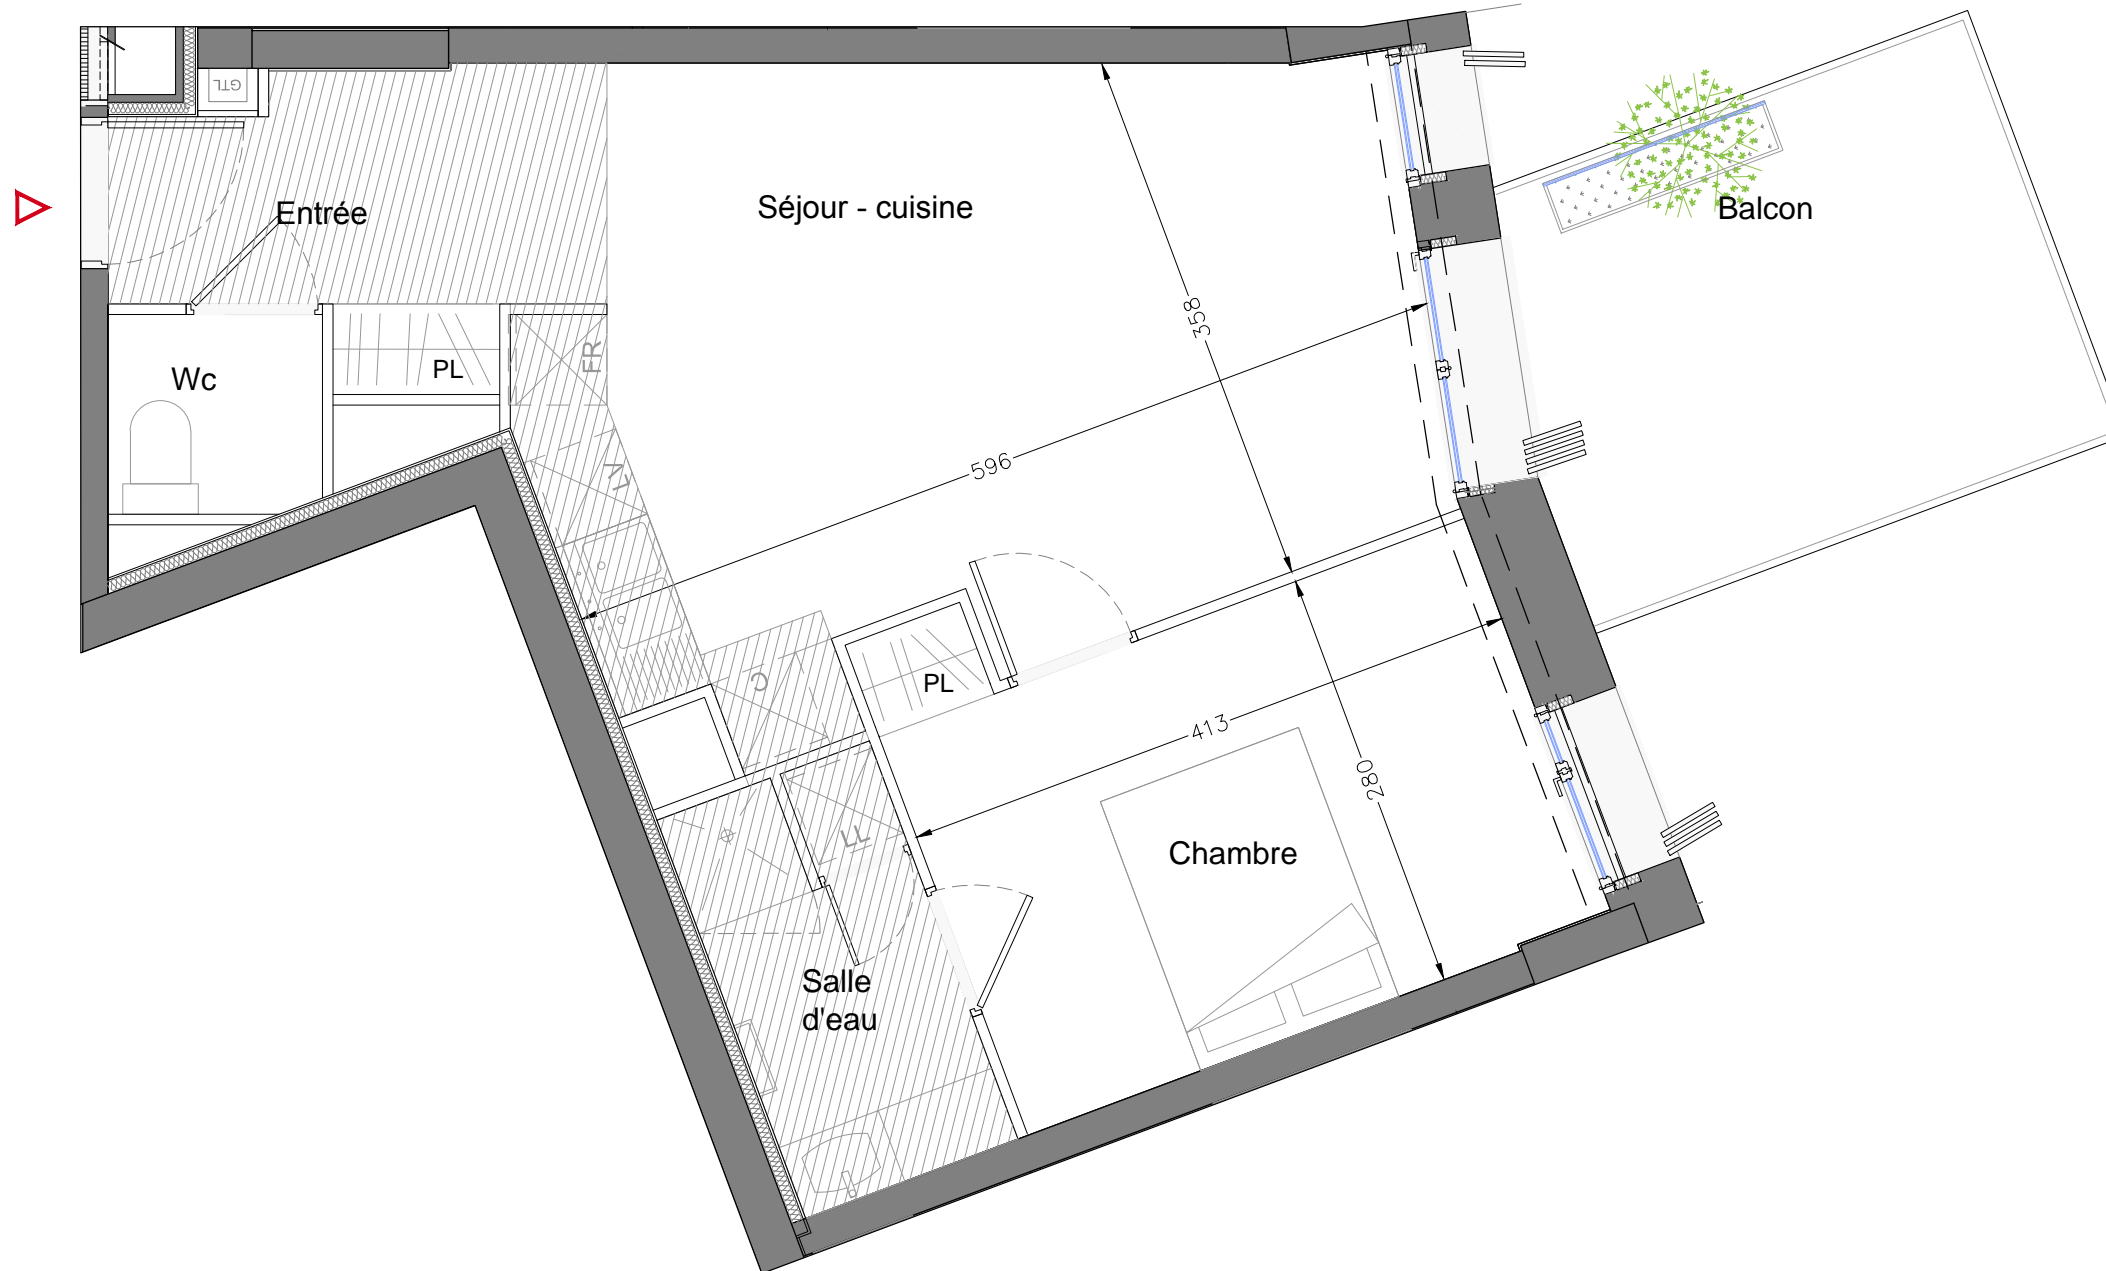 GTL
Entrée
Séjour - cuisine
Balcon
358
FR
PL
Wc
596
LV
C
PL
413
280
LL
Chambre
Salle
d'eau